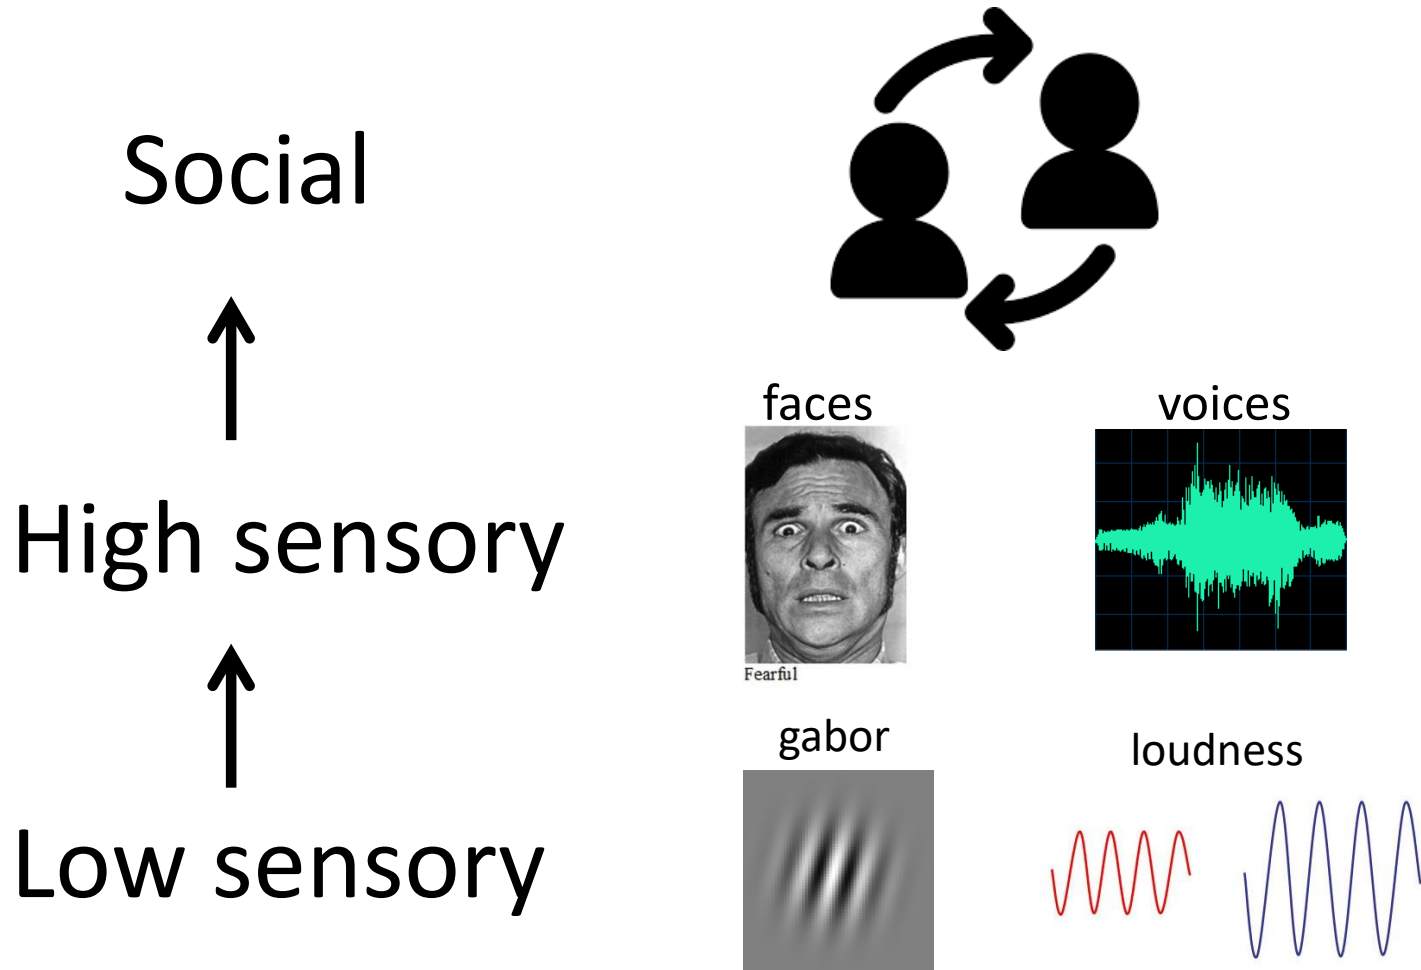 Social
faces
voices
High sensory
Fearful
gabor
loudness
Low sensory